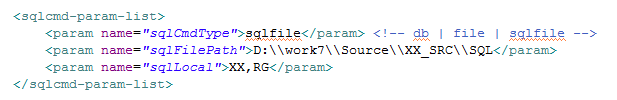 <sqlcmd-param-list>
<param name="sqlCmdType">sqlfile</param> <!-- db | file | sqlfile -->
<param name="sqlFilePath">D:\\work7\\Source\\XX_SRC\\SQL</param>
<param name="sqlLocal">XX,RG</param>
</sqlcmd-param-list>